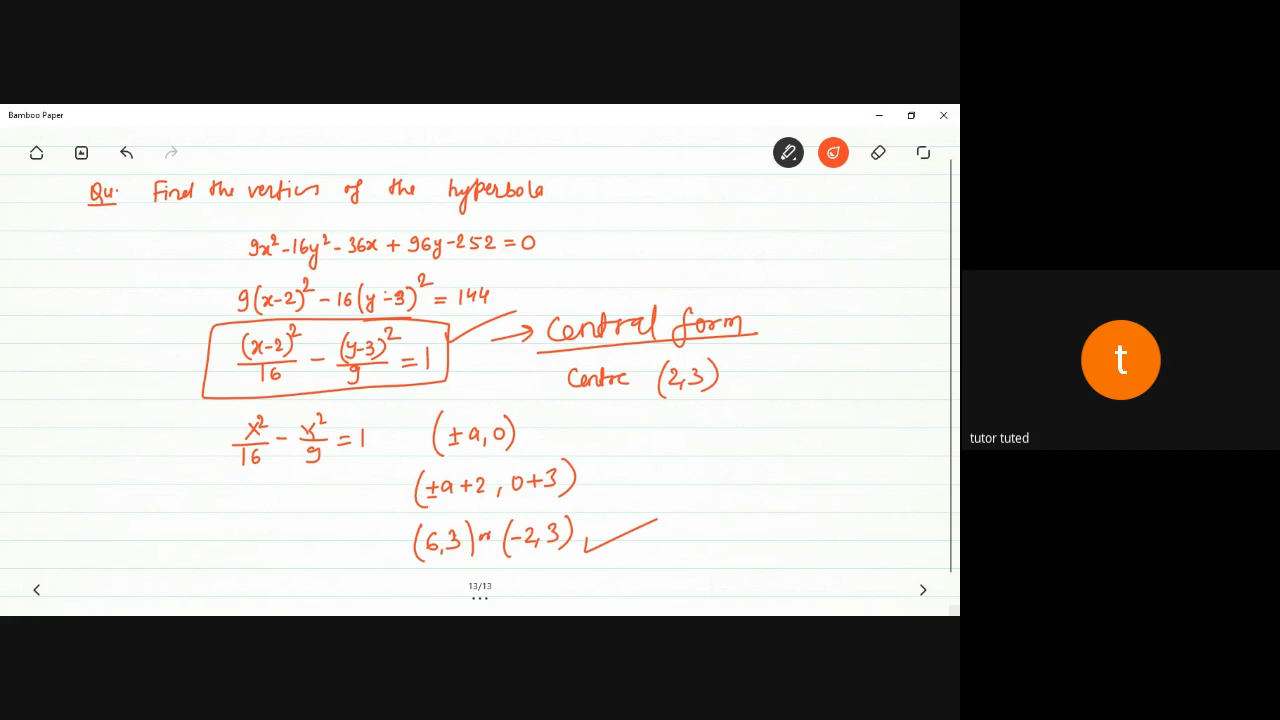 Bamboo Paper
Qu. Find the vertics of the hyperbola
9x² - 16y² - 36x + 96y - 252 = 0
9(x-2)² - 16(y-3)² = 144
(x-2)²/16 - (y-3)²/9 = 1 → Central form
Centre (2,3)
x²/16 - x²/9 = 1 (±a, 0)
(±a+2, 0+3)
(6,3) or (-2,3) ✓
13/13
t
tutor tuted